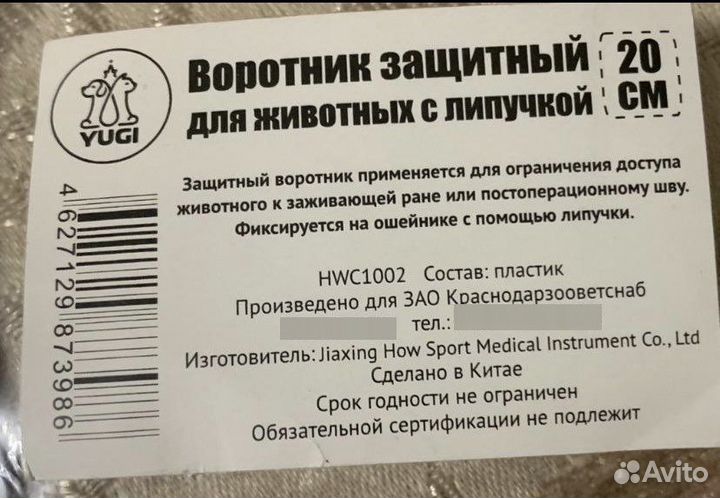 YUGI
Воротник защитный
для животных с липучкой
20
СМ
Защитный воротник применяется для ограничения доступа
животного к заживающей ране или постоперационному шву.
Фиксируется на ошейнике с помощью липучки.
HWC1002 Состав: пластик
Произведено для ЗАО Краснодарзооветснаб
тел.:
Изготовитель: Jiaxing How Sport Medical Instrument Co., Ltd
Сделано в Китае
Срок годности не ограничен
Обязательной сертификации не подлежит
4 627129 873986
Avito